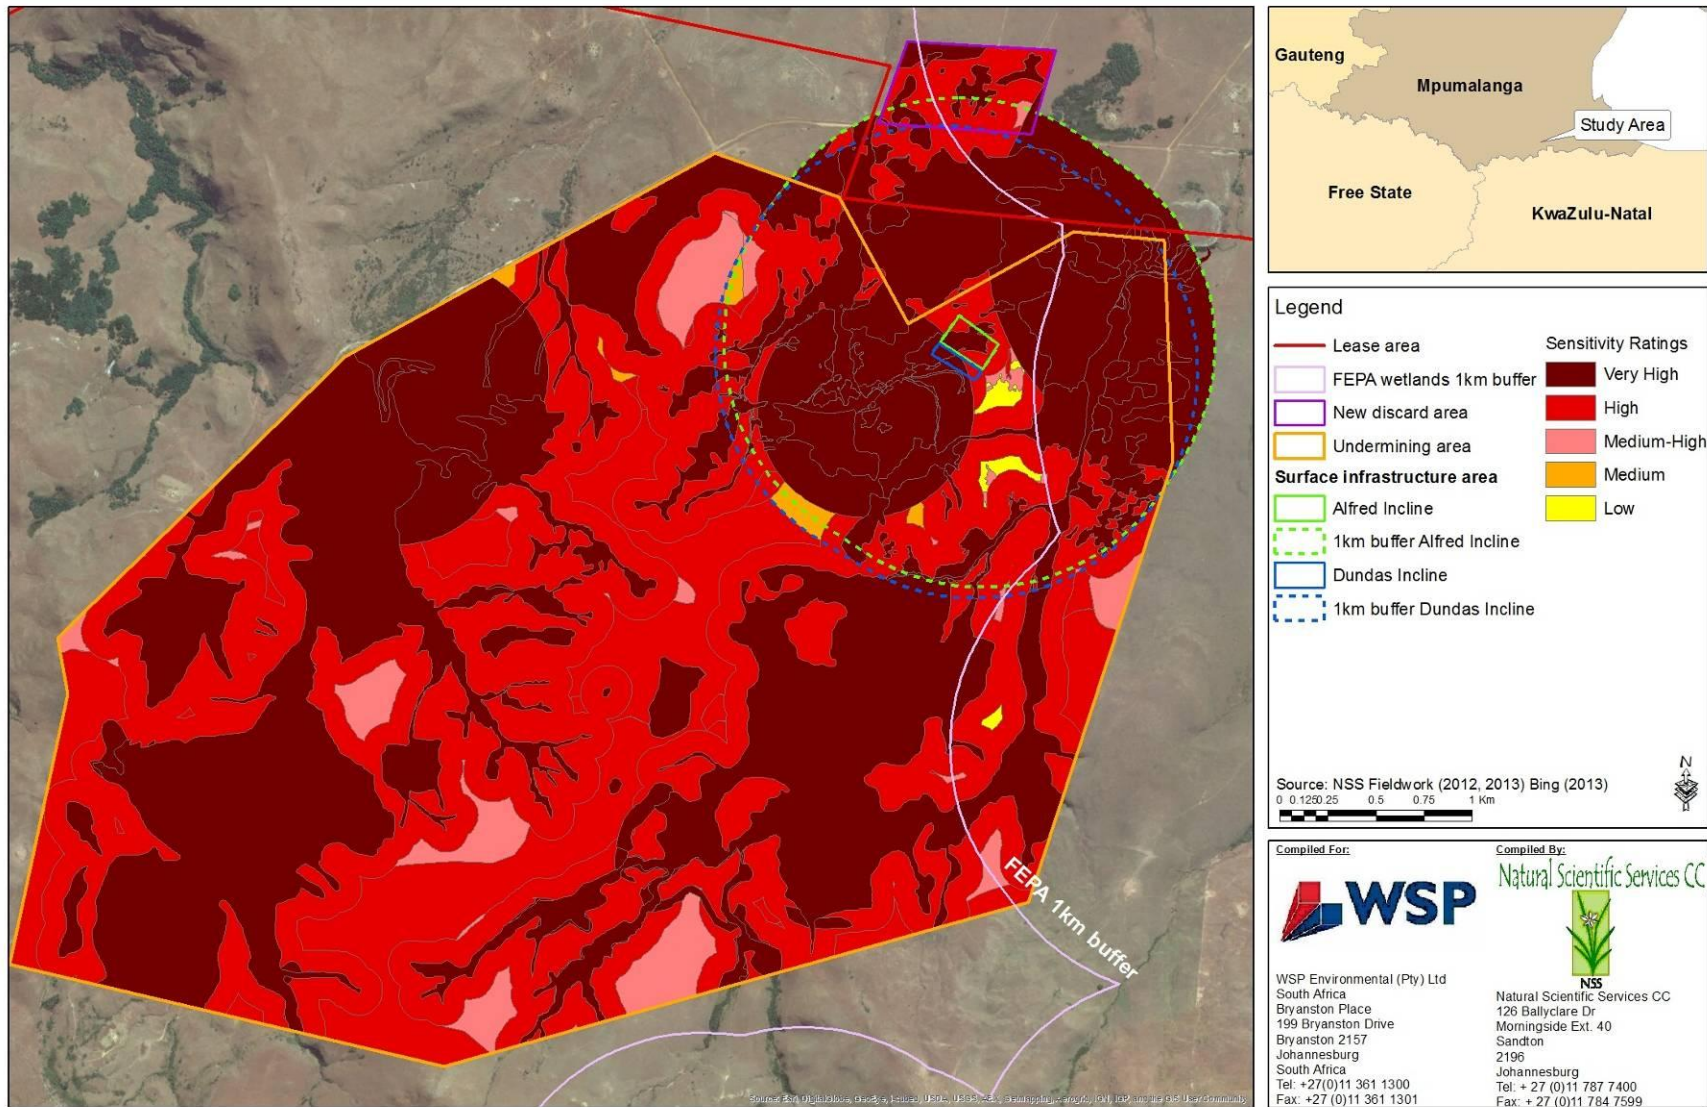 FEPA 1km buffer
Gauteng
Mpumalanga
Study Area
Free State
KwaZulu-Natal
Legend
Lease area
FEPA wetlands 1km buffer
New discard area
Undermining area
Surface infrastructure area
Alfred Incline
1km buffer Alfred Incline
Dundas Incline
1km buffer Dundas Incline
Sensitivity Ratings
Very High
High
Medium-High
Medium
Low
N
Source: NSS Fieldwork (2012, 2013) Bing (2013)
0 0.1250.25 0.5 0.75 1 Km
Compiled For:
WSP
WSP Environmental (Pty) Ltd
South Africa
Bryanston Place
199 Bryanston Drive
Bryanston 2157
Johannesburg
South Africa
Tel: +27(0)11 361 1300
Fax: +27(0)11 361 1301
Compiled By:
Natural Scientific Services CC
NSS
Natural Scientific Services CC
126 Ballyclare Dr
Morningside Ext. 40
Sandton
2196
Johannesburg
Tel: + 27 (0)11 787 7400
Fax: + 27 (0)11 784 7599